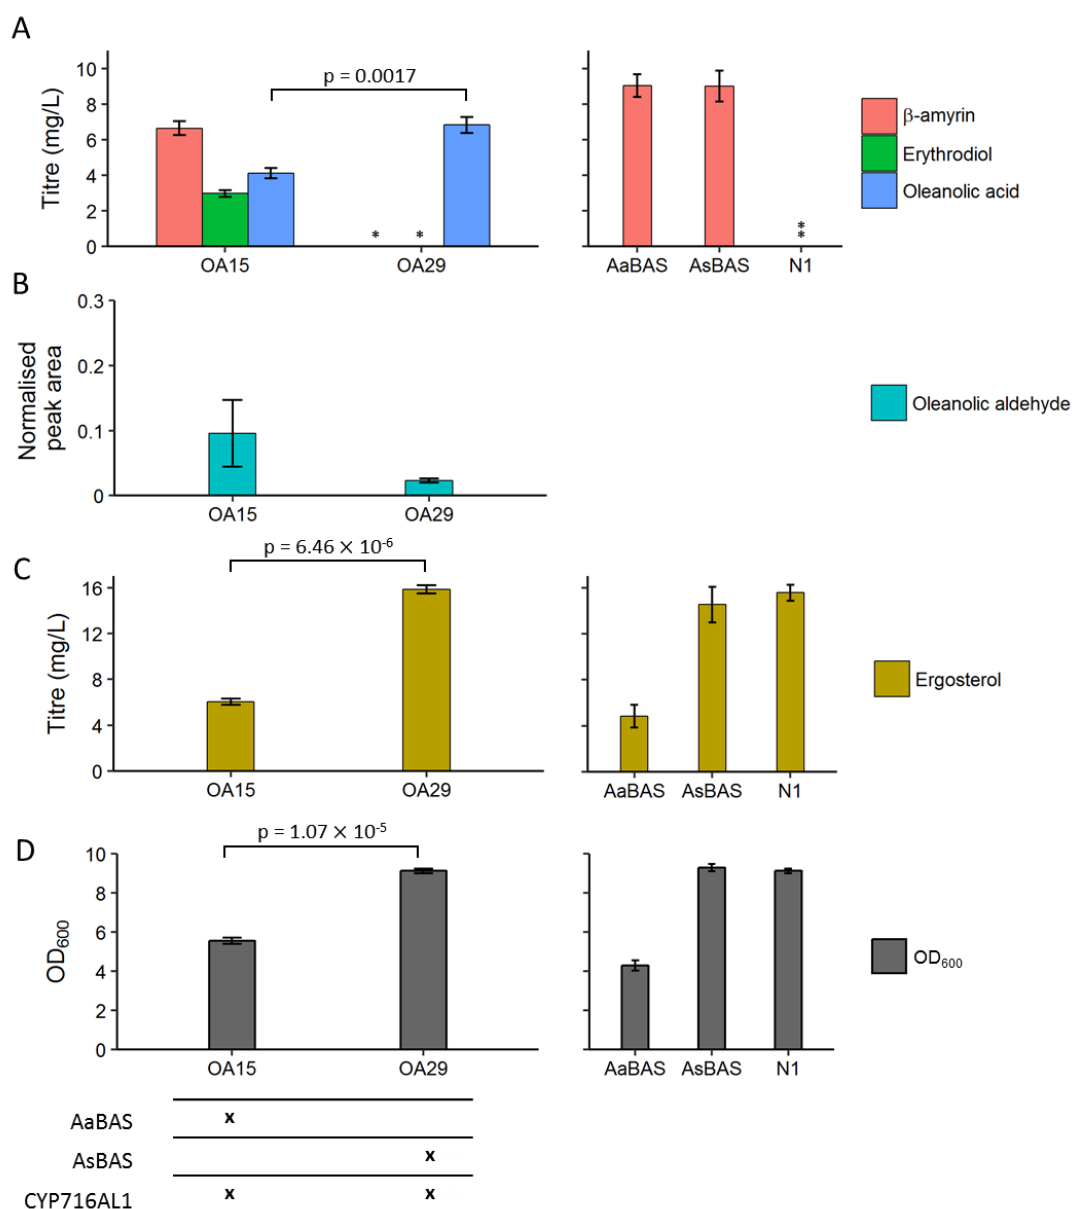 A
Titre (mg/L)
10
8
6
4
2
0
p = 0.0017
* *
OA15 OA29
*
*
AaBAS AsBAS N1
β-amyrin
Erythrodiol
Oleanolic acid
B
Normalised
peak area
0.3
0.2
0.1
0
OA15 OA29
Oleanolic aldehyde
C
Titre (mg/L)
16
12
8
4
0
p = 6.46 × 10-6
OA15 OA29
AaBAS AsBAS N1
Ergosterol
D
OD600
10
8
6
4
2
0
p = 1.07 × 10-5
OA15 OA29
AaBAS AsBAS N1
OD600
AaBAS x
AsBAS x
CYP716AL1 x x